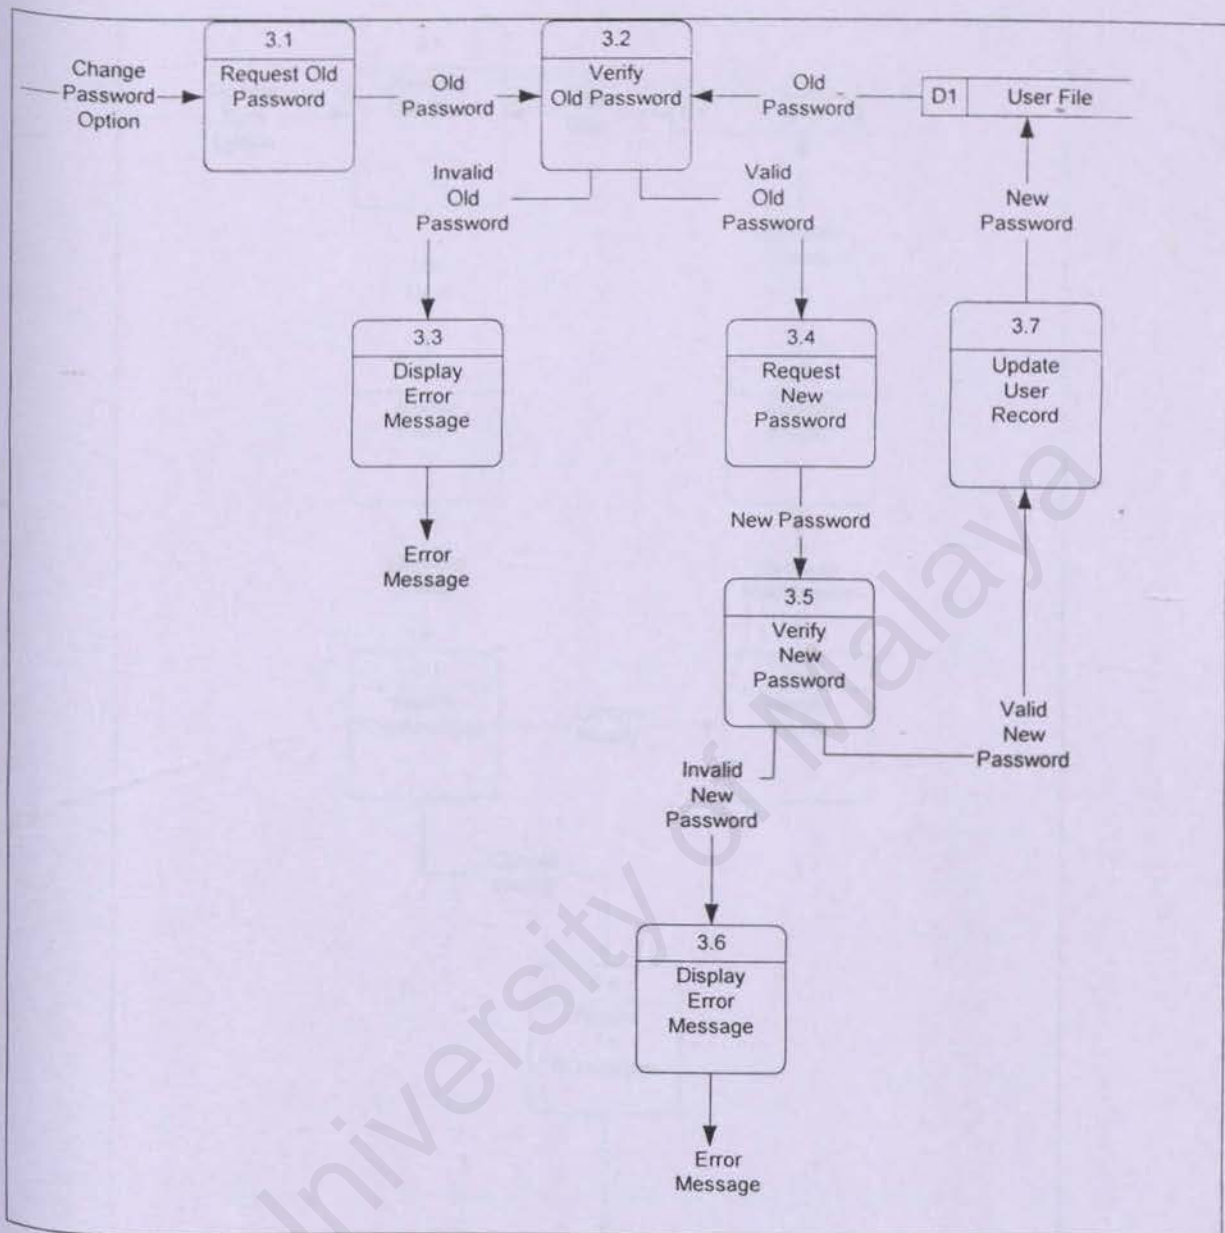 3.1
Request Old
Password
3.2
Verify
Old Password
Change
Password
Option
Old
Password
Old
Password
D1
User File
Invalid
Old
Password
Valid
Old
Password
New
Password
3.3
Display
Error
Message
3.4
Request
New
Password
3.7
Update
User
Record
Error
Message
New Password
3.5
Verify
New
Password
Valid
New
Password
Invalid
New
Password
3.6
Display
Error
Message
Error
Message
University of Malaya